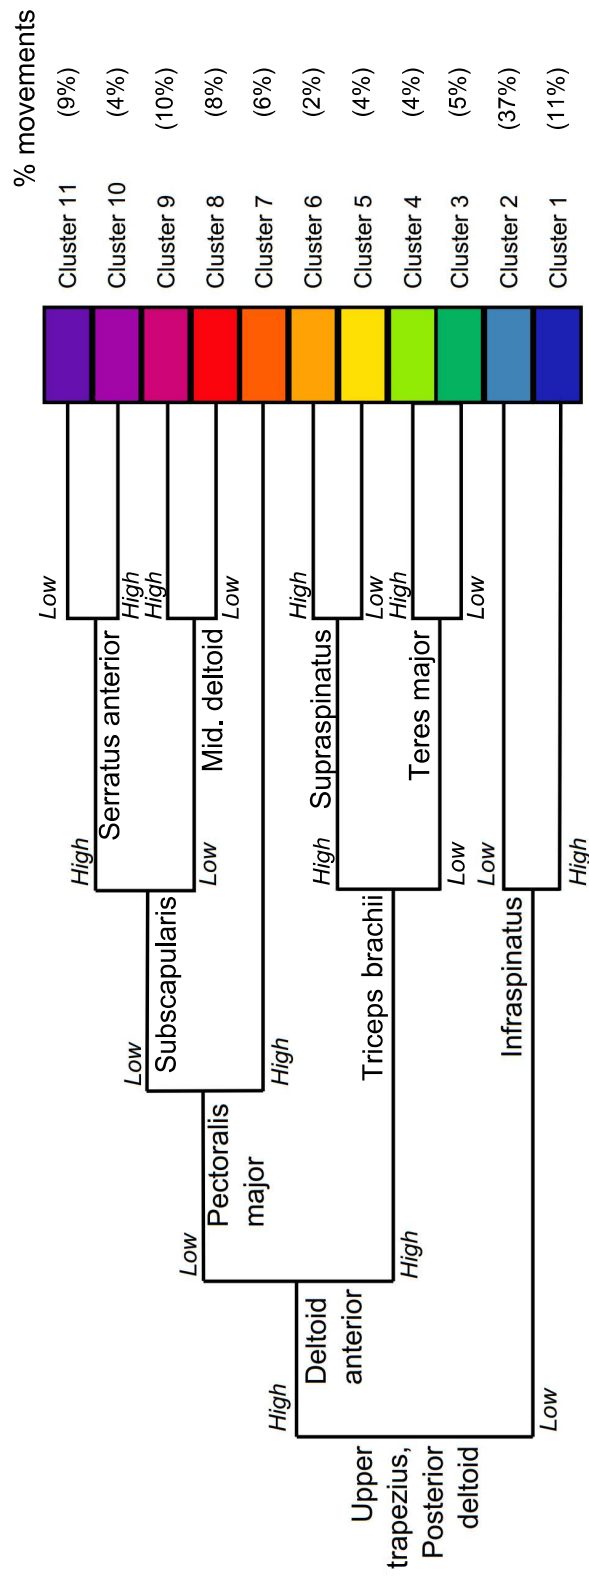 % movements
(9%)
(4%)
(10%)
(8%)
(6%)
(2%)
(4%)
(4%)
(5%)
(37%)
(11%)
Cluster 11
Cluster 10
Cluster 9
Cluster 8
Cluster 7
Cluster 6
Cluster 5
Cluster 4
Cluster 3
Cluster 2
Cluster 1
Low
High
High
Low
High
Low
High
Low
Serratus anterior
Mid. deltoid
Supraspinatus
Teres major
High
Low
High
Low
Low
High
Subscapularis
Triceps brachii
Infraspinatus
Low
High
Pectoralis
major
Low
High
Deltoid
anterior
High
Low
Upper
trapezius,
Posterior
deltoid